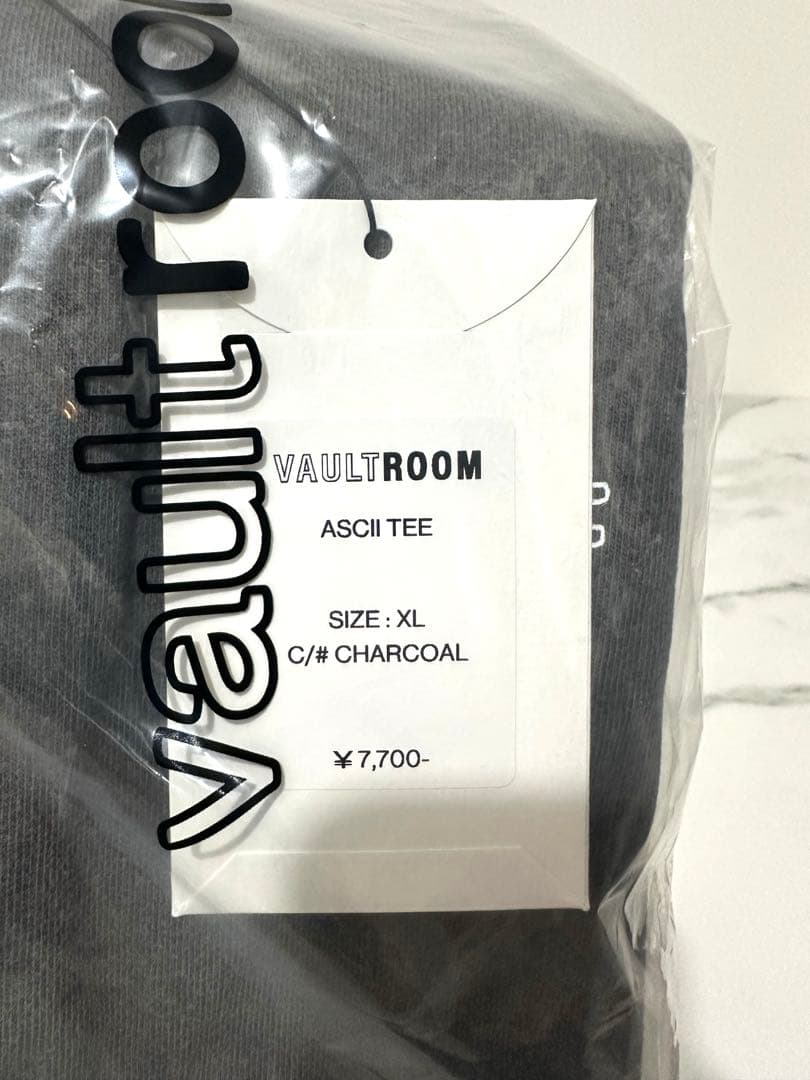 vaultroo
VAULTROOM
ASCII TEE
SIZE : XL
C/# CHARCOAL
¥7,700-